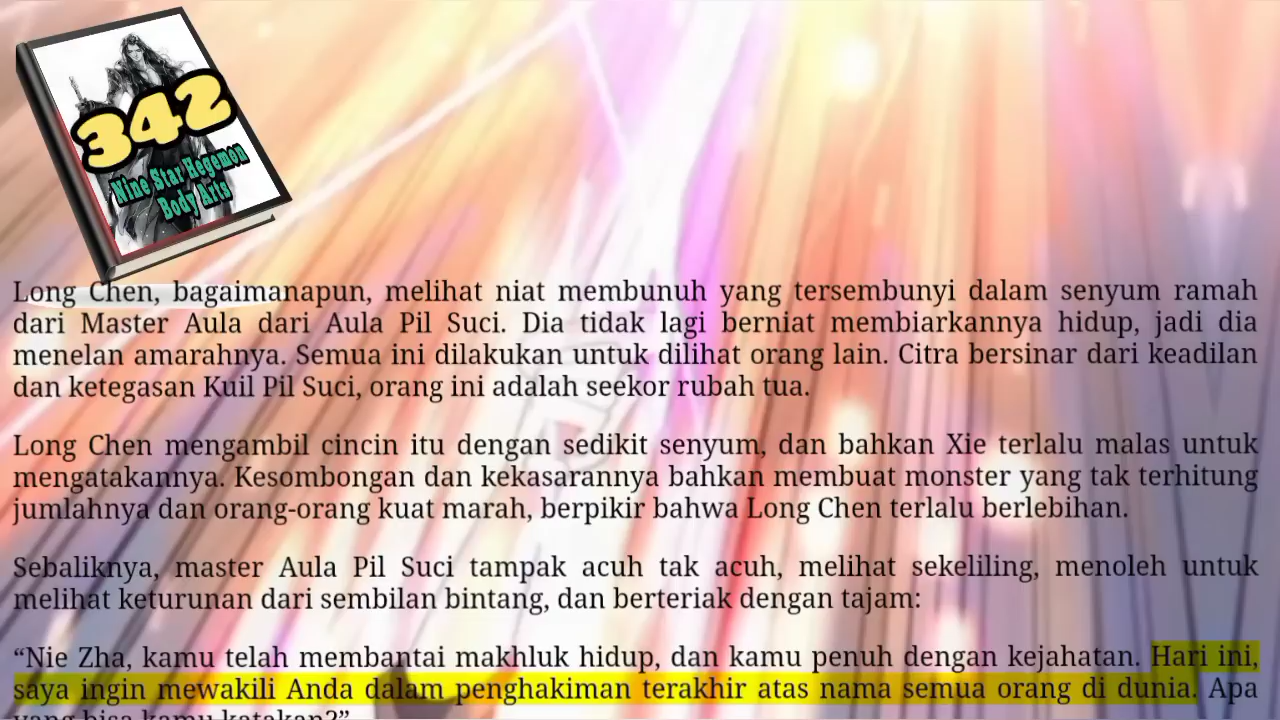 342
Nine Star Hegemon
Body Arts
Long Chen, bagaimanapun, melihat niat membunuh yang tersembunyi dalam senyum ramah
dari Master Aula dari Aula Pil Suci. Dia tidak lagi berniat membiarkannya hidup, jadi dia
menelan amarahnya. Semua ini dilakukan untuk dilihat orang lain. Citra bersinar dari keadilan
dan ketegasan Kuil Pil Suci, orang ini adalah seekor rubah tua.
Long Chen mengambil cincin itu dengan sedikit senyum, dan bahkan Xie terlalu malas untuk
mengatakannya. Kesombongan dan kekasarannya bahkan membuat monster yang tak terhitung
jumlahnya dan orang-orang kuat marah, berpikir bahwa Long Chen terlalu berlebihan.
Sebaliknya, master Aula Pil Suci tampak acuh tak acuh, melihat sekeliling, menoleh untuk
melihat keturunan dari sembilan bintang, dan berteriak dengan tajam:
“Nie Zha, kamu telah membantai makhluk hidup, dan kamu penuh dengan kejahatan. Hari ini,
saya ingin mewakili Anda dalam penghakiman terakhir atas nama semua orang di dunia. Apa
yang bisa kamu katakan?”